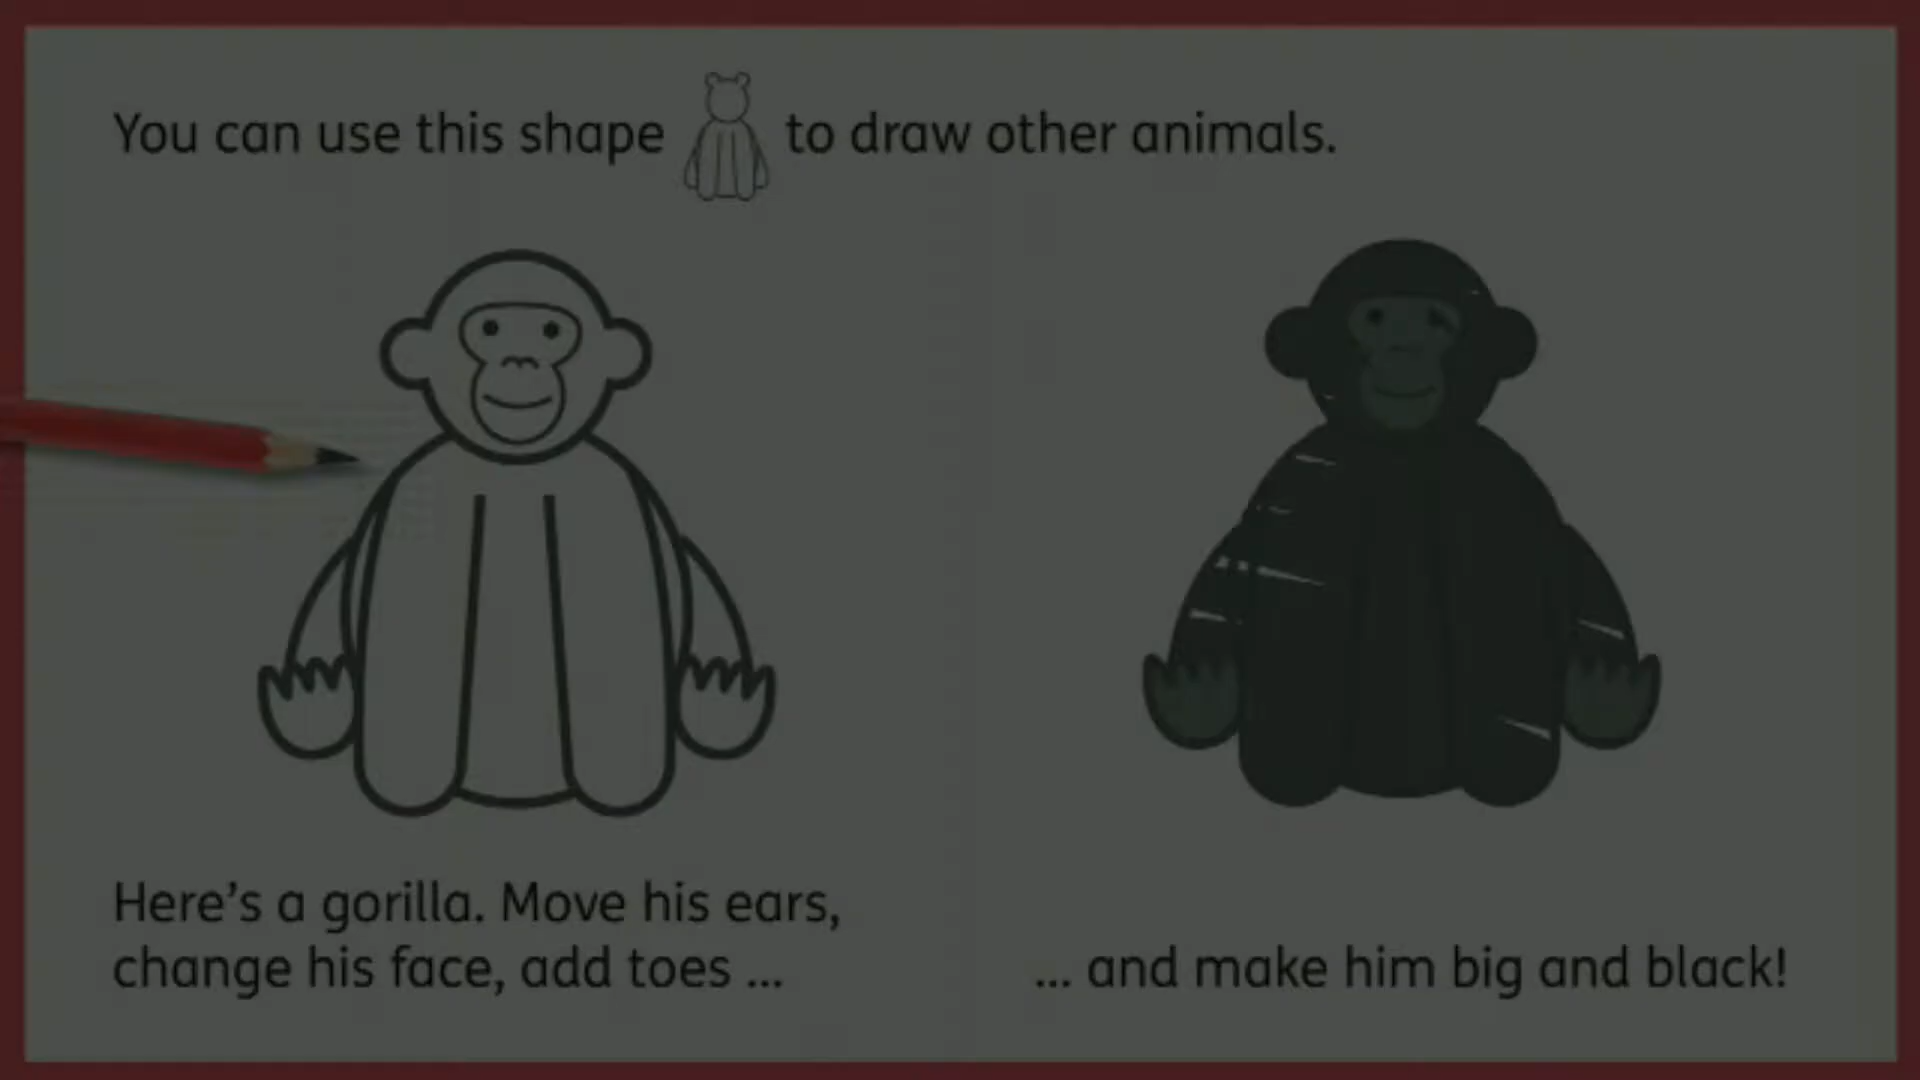 You can use this shape to draw other animals.
Here’s a gorilla. Move his ears,
change his face, add toes ...
... and make him big and black!